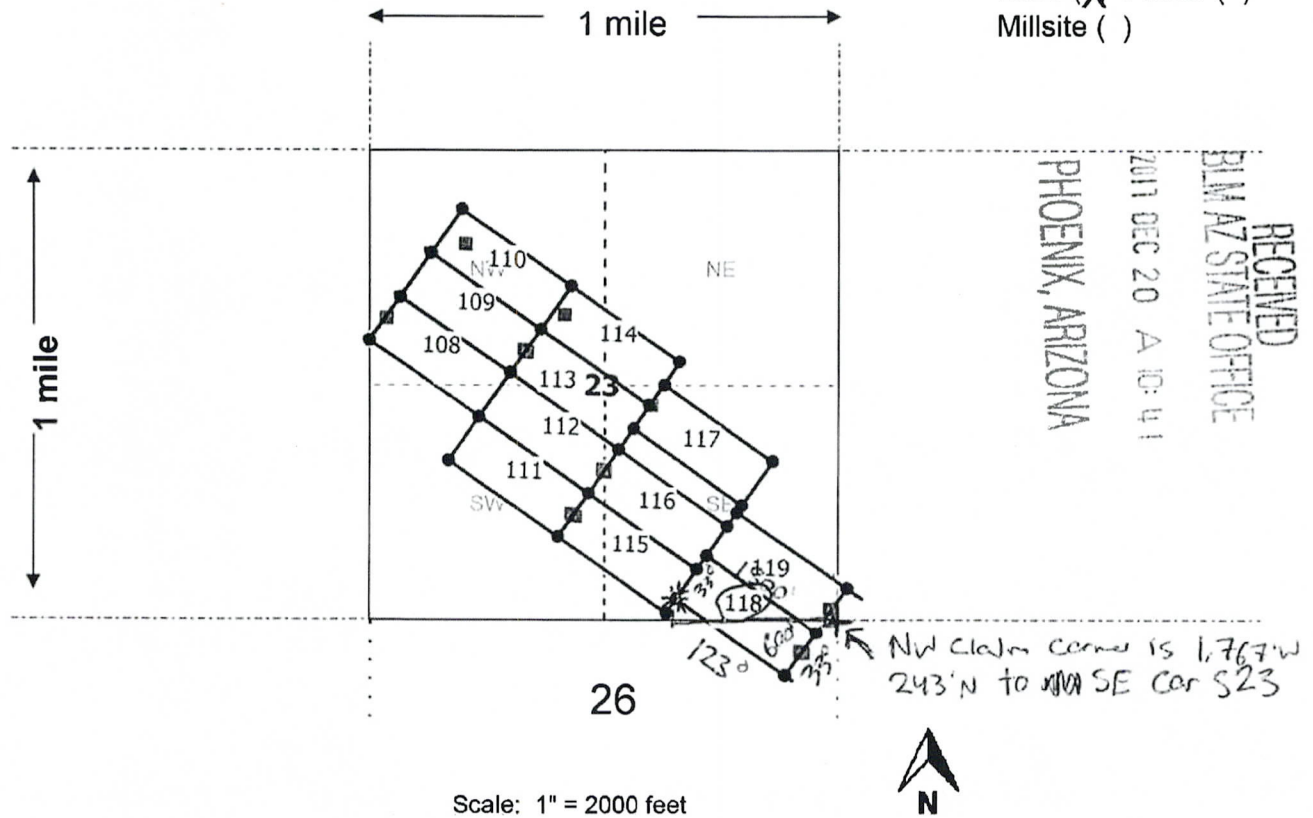 1 mile
Millsite ( )
1 mile
RECEIVED
BLM AZ STATE OFFICE
2011 DEC 20 A 10:41
PHOENIX, ARIZONA
110
NW
NE
109
114
108
113
23
112
117
111
SW
116
SE
115
119
118
33°
600
123°
33°
26
NW Claim corner is 1,767'W
243'N to SE Cor S23
N
Scale: 1" = 2000 feet